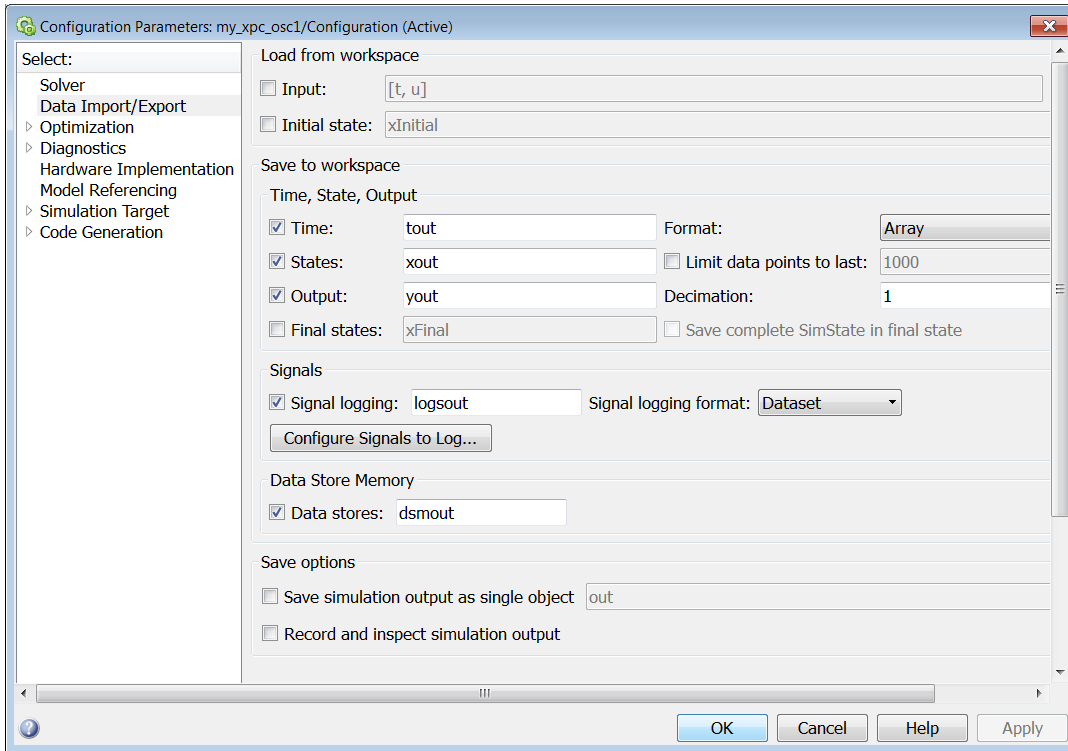 Configuration Parameters: my_xpc_osc1/Configuration (Active)
Select:
Solver
Data Import/Export
Optimization
Diagnostics
Hardware Implementation
Model Referencing
Simulation Target
Code Generation
Load from workspace
Input: [t, u]
Initial state: xInitial
Save to workspace
Time, State, Output
Time: tout Format: Array
States: xout Limit data points to last: 1000
Output: yout Decimation: 1
Final states: xFinal Save complete SimState in final state
Signals
Signal logging: logsout Signal logging format: Dataset
Configure Signals to Log...
Data Store Memory
Data stores: dsmout
Save options
Save simulation output as single object out
Record and inspect simulation output
OK Cancel Help Apply